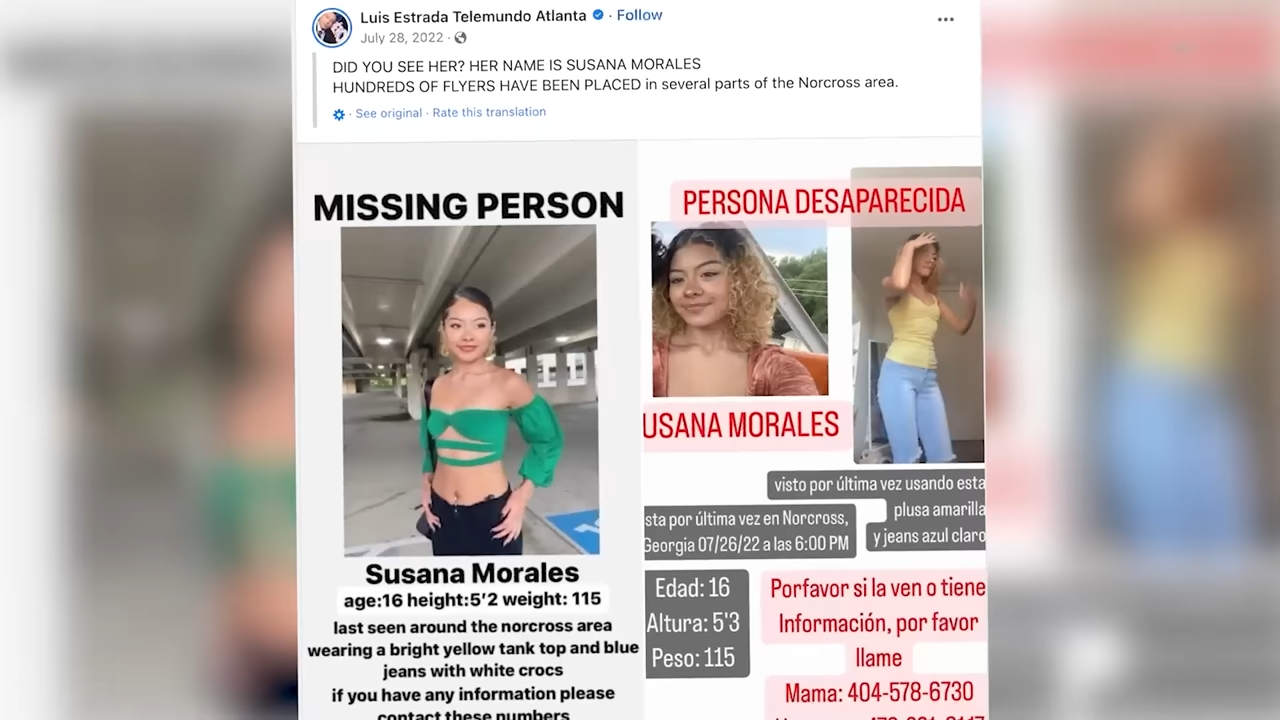 Luis Estrada Telemundo Atlanta · Follow
July 28, 2022 ·
DID YOU SEE HER? HER NAME IS SUSANA MORALES
HUNDREDS OF FLYERS HAVE BEEN PLACED in several parts of the Norcross area.
· See original · Rate this translation
MISSING PERSON
Susana Morales
age:16 height:5'2 weight: 115
last seen around the norcross area
wearing a bright yellow tank top and blue
jeans with white crocs
if you have any information please
contact these numbers
PERSONA DESAPARECIDA
USANA MORALES
visto por última vez usando esta
plusa amarilla
y jeans azul claro
sta por última vez en Norcross,
Georgia 07/26/22 a las 6:00 PM
Edad: 16
Altura: 5'3
Peso: 115
Porfavor si la ven o tiene
Información, por favor
llame
Mama: 404-578-6730